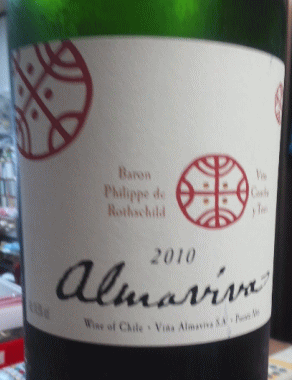 Baron
Philippe de
Rothschild
Viña
Concha
y Toro
2010
Almaviva
Wine of Chile · Viña Almaviva S.A. · Puente Alto